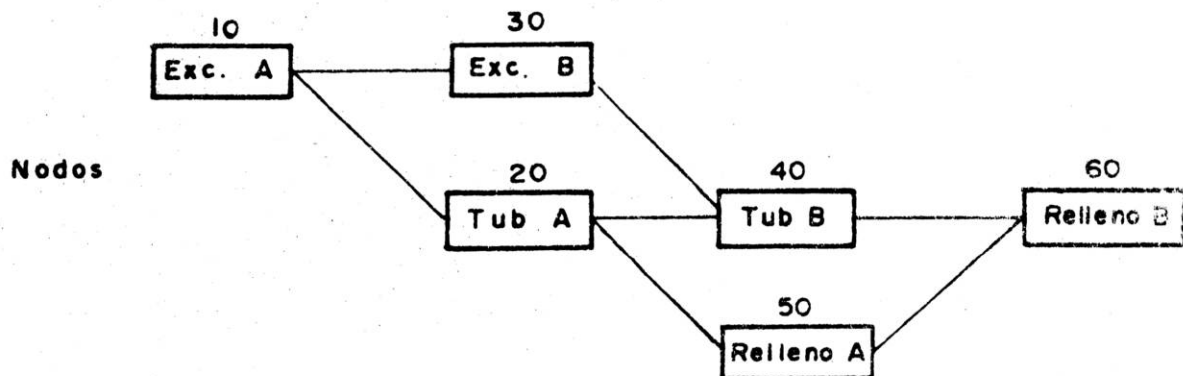 10
30
Exc. A
Exc. B
Nodos
20
40
60
Tub A
Tub B
Relleno B
50
Relleno A